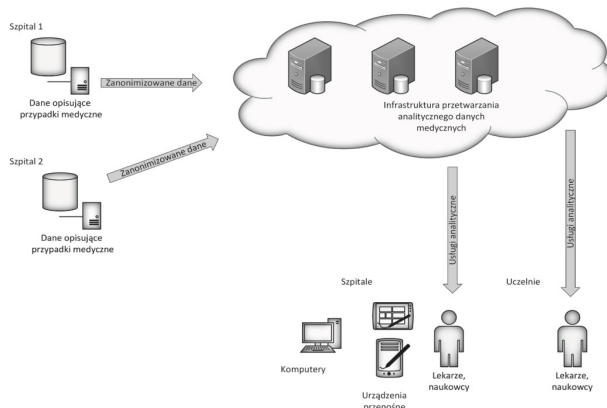 Szpital 1
Zanonimizowane dane
Dane opisujące
przypadki medyczne
Infrastruktura przetwarzania
analitycznego danych
medycznych
Szpital 2
Zanonimizowane dane
Dane opisujące
przypadki medyczne
Usługi analityczne
Usługi analityczne
Szpitale
Uczelnie
Komputery
Urządzenia
przenośne
Lekarze,
naukowcy
Lekarze,
naukowcy